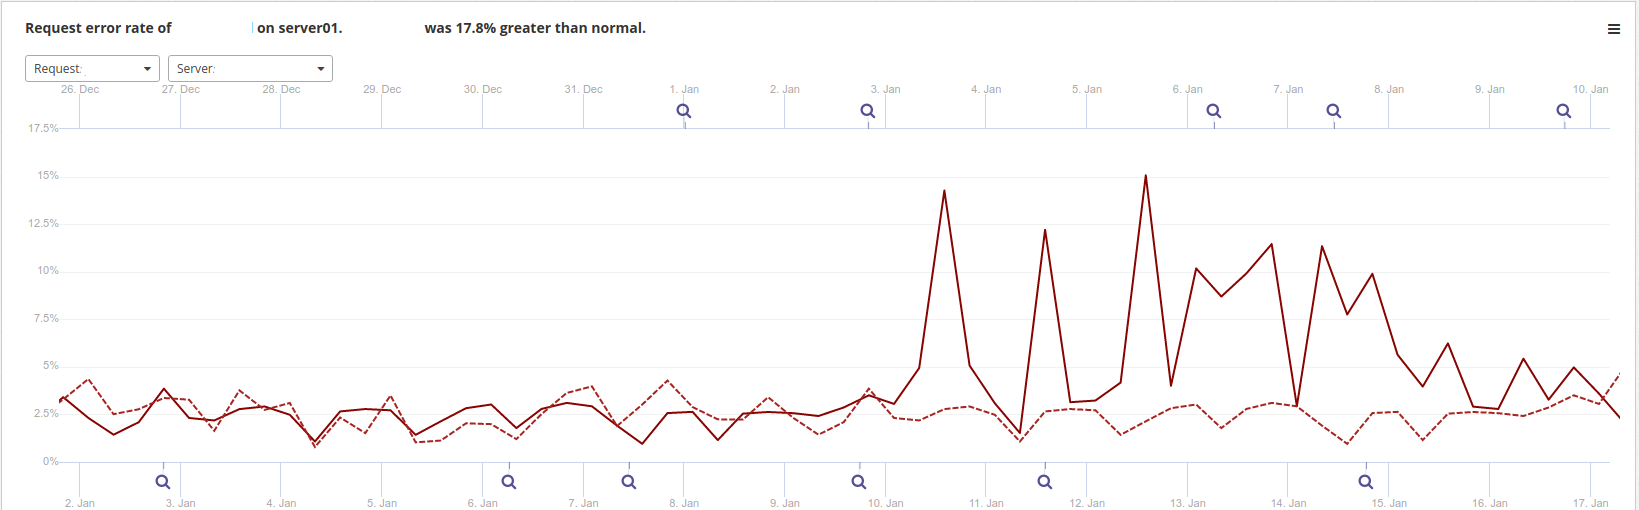 Request error rate of on server01. was 17.8% greater than normal.
Request: Server:
26. Dec 27. Dec 28. Dec 29. Dec 30. Dec 31. Dec 1. Jan 2. Jan 3. Jan 4. Jan 5. Jan 6. Jan 7. Jan 8. Jan 9. Jan 10. Jan
17.5%
15%
12.5%
10%
7.5%
5%
2.5%
0%
2. Jan 3. Jan 4. Jan 5. Jan 6. Jan 7. Jan 8. Jan 9. Jan 10. Jan 11. Jan 12. Jan 13. Jan 14. Jan 15. Jan 16. Jan 17. Jan